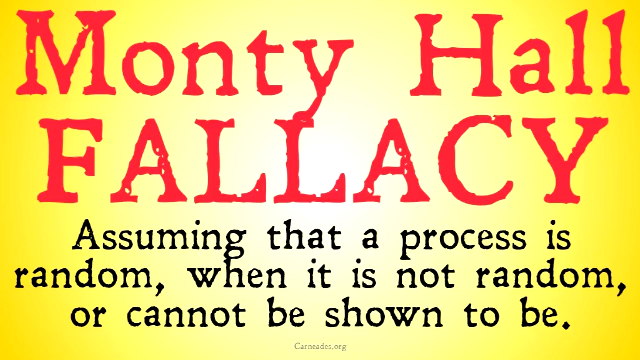 Monty Hall
FALLACY
Assuming that a process is
random, when it is not random,
or cannot be shown to be.
Carneades.org